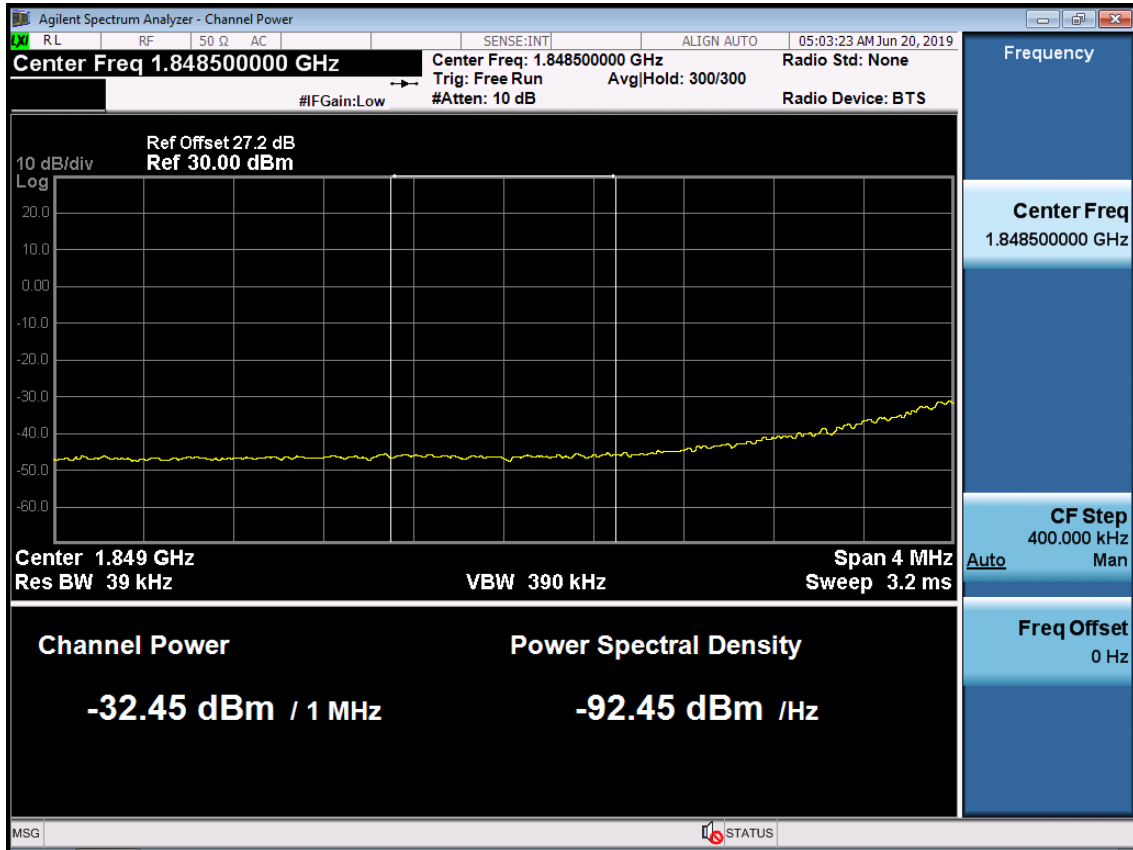 Agilent Spectrum Analyzer - Channel Power
LXI RL RF 50 Ω AC SENSE:INT ALIGN AUTO 05:03:23 AM Jun 20, 2019
Center Freq 1.848500000 GHz
Center Freq: 1.848500000 GHz Radio Std: None
Trig: Free Run Avg|Hold: 300/300
#IFGain:Low #Atten: 10 dB Radio Device: BTS
Ref Offset 27.2 dB
10 dB/div Ref 30.00 dBm
Log
20.0
10.0
0.00
-10.0
-20.0
-30.0
-40.0
-50.0
-60.0
Center 1.849 GHz Span 4 MHz
Res BW 39 kHz VBW 390 kHz Sweep 3.2 ms
Channel Power Power Spectral Density
-32.45 dBm / 1 MHz -92.45 dBm /Hz
MSG STATUS
Frequency
Center Freq
1.848500000 GHz
CF Step
400.000 kHz
Auto Man
Freq Offset
0 Hz